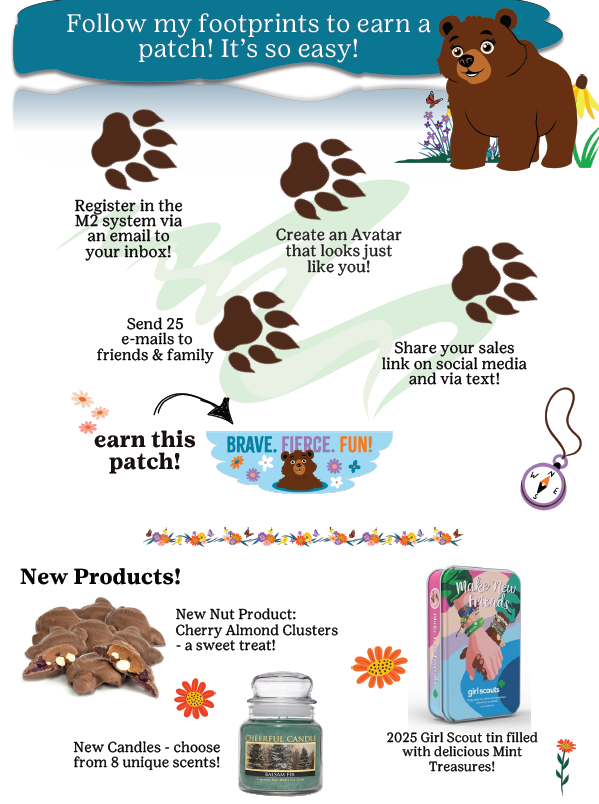 Follow my footprints to earn a
patch! It's so easy!
Register in the
M2 system via
an email to
your inbox!
Create an Avatar
that looks just
like you!
Send 25
e-mails to
friends & family
Share your sales
link on social media
and via text!
earn this
patch!
BRAVE. FIERCE. FUN!
N
W
E
S
New Products!
New Nut Product:
Cherry Almond Clusters
- a sweet treat!
Make New
Friends
girl scouts
New Candles - choose
from 8 unique scents!
CHEERFUL CANDLE
BALSAM FIR
2025 Girl Scout tin filled
with delicious Mint
Treasures!